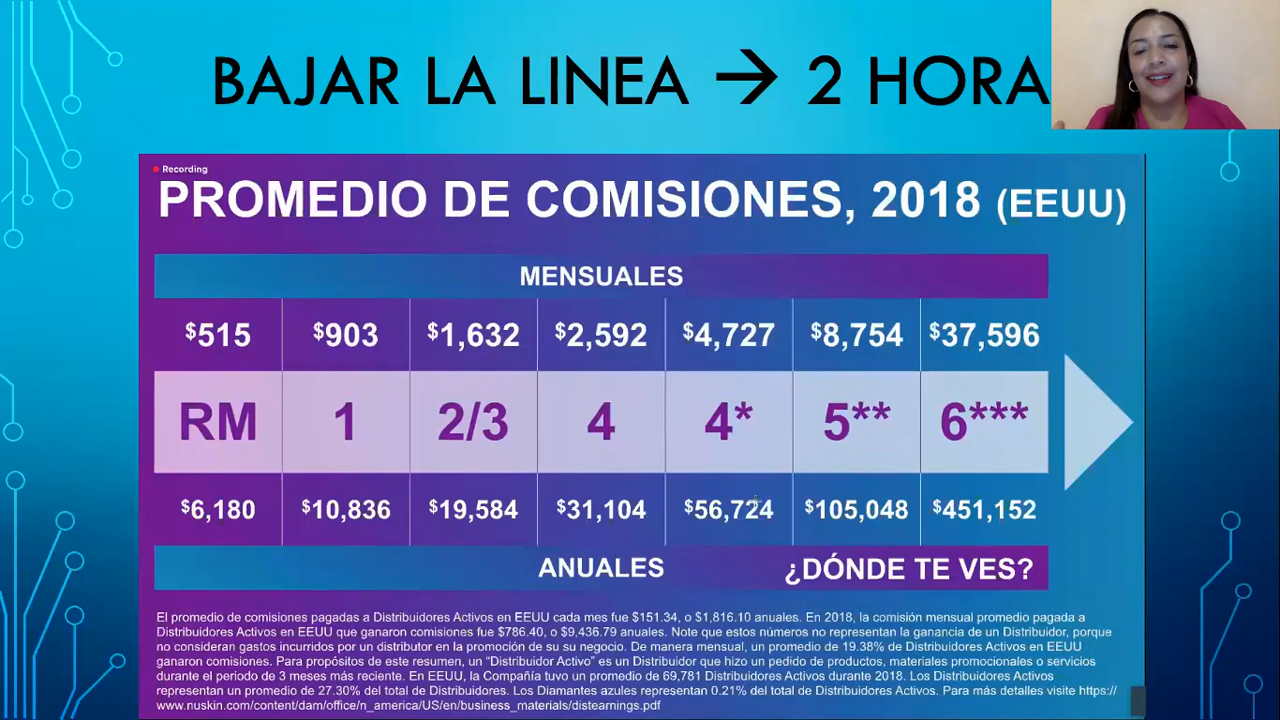 BAJAR LA LINEA → 2 HORA
Recording
PROMEDIO DE COMISIONES, 2018 (EEUU)
MENSUALES
$515 $903 $1,632 $2,592 $4,727 $8,754 $37,596
RM 1 2/3 4 4* 5** 6***
$6,180 $10,836 $19,584 $31,104 $56,724 $105,048 $451,152
ANUALES ¿DÓNDE TE VES?
El promedio de comisiones pagadas a Distribuidores Activos en EEUU cada mes fue $151.34, o $1,816.10 anuales. En 2018, la comisión mensual promedio pagada a
Distribuidores Activos en EEUU que ganaron comisiones fue $786.40, o $9,436.79 anuales. Note que estos números no representan la ganancia de un Distribuidor, porque
no consideran gastos incurridos por un distributor en la promoción de su su negocio. De manera mensual, un promedio de 19.38% de Distribuidores Activos en EEUU
ganaron comisiones. Para propósitos de este resumen, un “Distribuidor Activo” es un Distribuidor que hizo un pedido de productos, materiales promocionales o servicios
durante el periodo de 3 meses más reciente. En EEUU, la Compañía tuvo un promedio de 69,781 Distribuidores Activos durante 2018. Los Distribuidores Activos
representan un promedio de 27.30% del total de Distribuidores. Los Diamantes azules representan 0.21% del total de Distribuidores Activos. Para más detalles visite https://
www.nuskin.com/content/dam/office/n_america/US/en/business_materials/distearnings.pdf